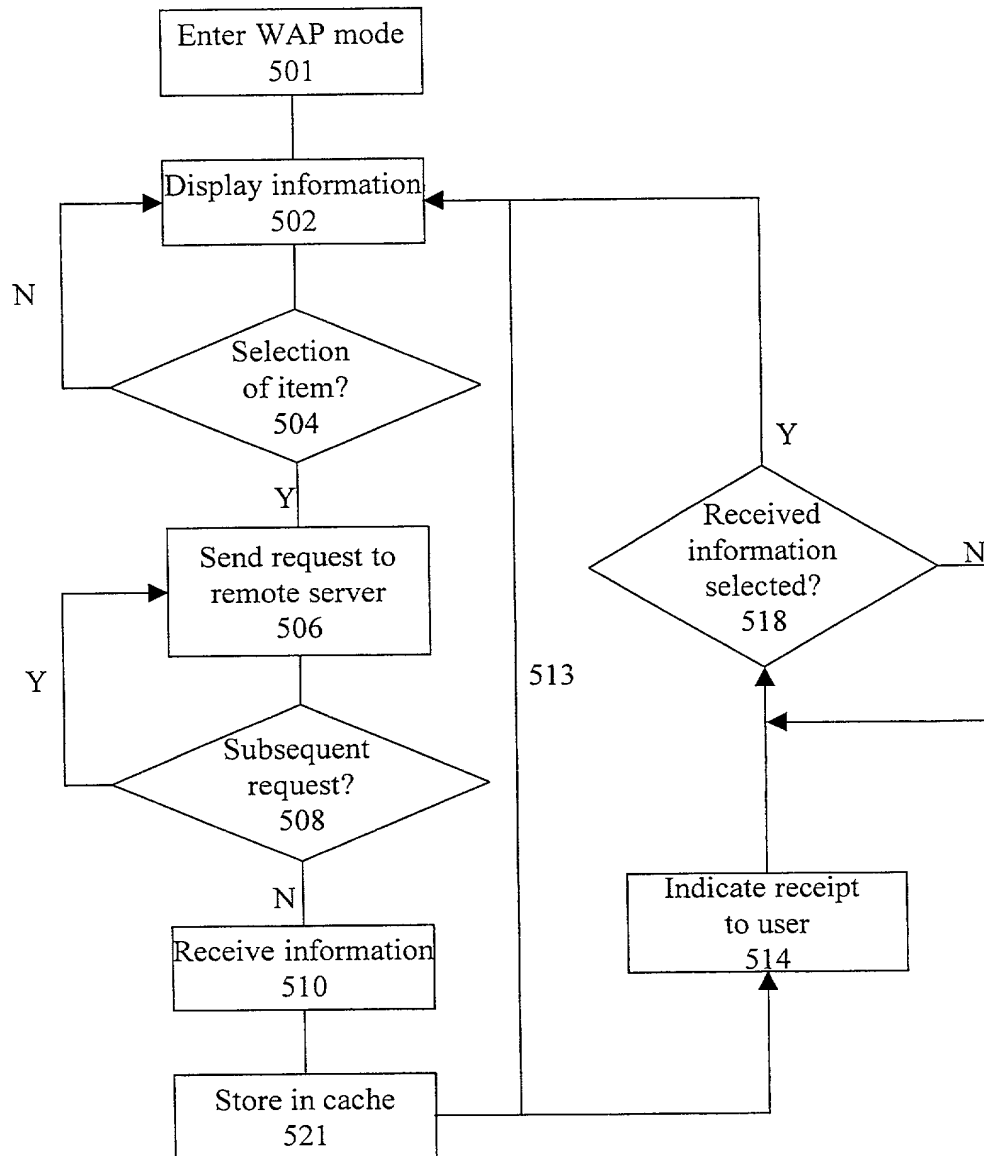 Enter WAP mode
501
Display information
502
N
Selection
of item?
504
Y
Send request to
remote server
506
Y
Subsequent
request?
508
N
Receive information
510
Store in cache
521
513
Y
Received
information
selected?
518
N
Indicate receipt
to user
514